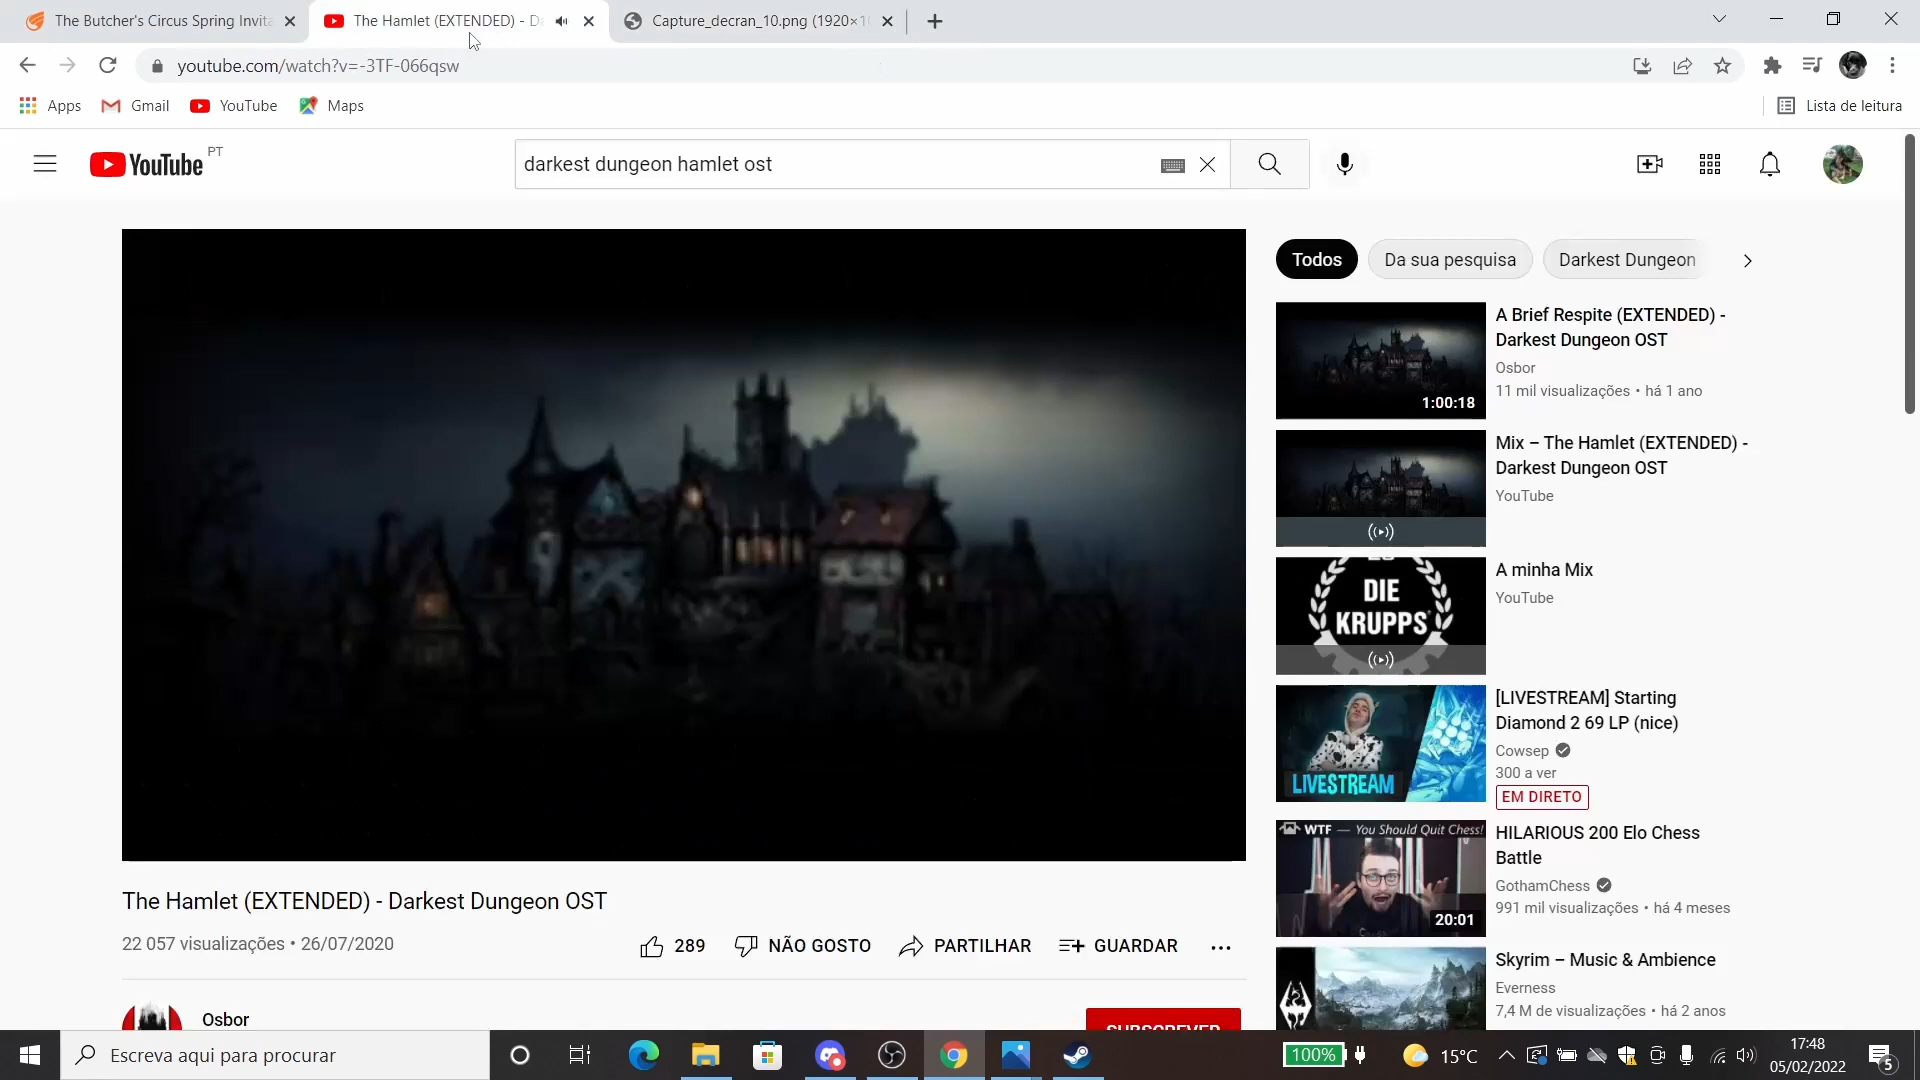 The Butcher's Circus Spring Invita
The Hamlet (EXTENDED) - D
Capture_decran_10.png (1920×1
youtube.com/watch?v=-3TF-066qsw
Apps
Gmail
YouTube
Maps
Lista de leitura
YouTube PT
darkest dungeon hamlet ost
Todos
Da sua pesquisa
Darkest Dungeon
A Brief Respite (EXTENDED) -
Darkest Dungeon OST
Osbor
11 mil visualizações • há 1 ano
1:00:18
Mix – The Hamlet (EXTENDED) -
Darkest Dungeon OST
YouTube
A minha Mix
YouTube
DIE
KRUPPS
[LIVESTREAM] Starting
Diamond 2 69 LP (nice)
Cowsep
300 a ver
EM DIRETO
LIVESTREAM
WTF — You Should Quit Chess!
HILARIOUS 200 Elo Chess
Battle
GothamChess
991 mil visualizações • há 4 meses
20:01
Skyrim – Music & Ambience
Everness
7,4 M de visualizações • há 2 anos
The Hamlet (EXTENDED) - Darkest Dungeon OST
22 057 visualizações • 26/07/2020
289
NÃO GOSTO
PARTILHAR
GUARDAR
Osbor
SUBSCREVER
Escreva aqui para procurar
100%
15°C
17:48
05/02/2022
5